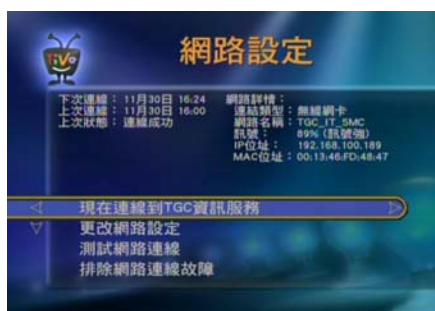 TiVo
網路設定
下次連線：11月30日 16:24
上次連線：11月30日 16:00
上次狀態：連線成功
網路詳情：
連結類型：無線網卡
網路名稱：TGC_IT_SMC
訊號：89% (訊號強)
IP位址：192.168.100.189
MAC位址：00:13:46:FD:48:47
現在連線到TGC資訊服務
更改網路設定
測試網路連線
排除網路連線故障